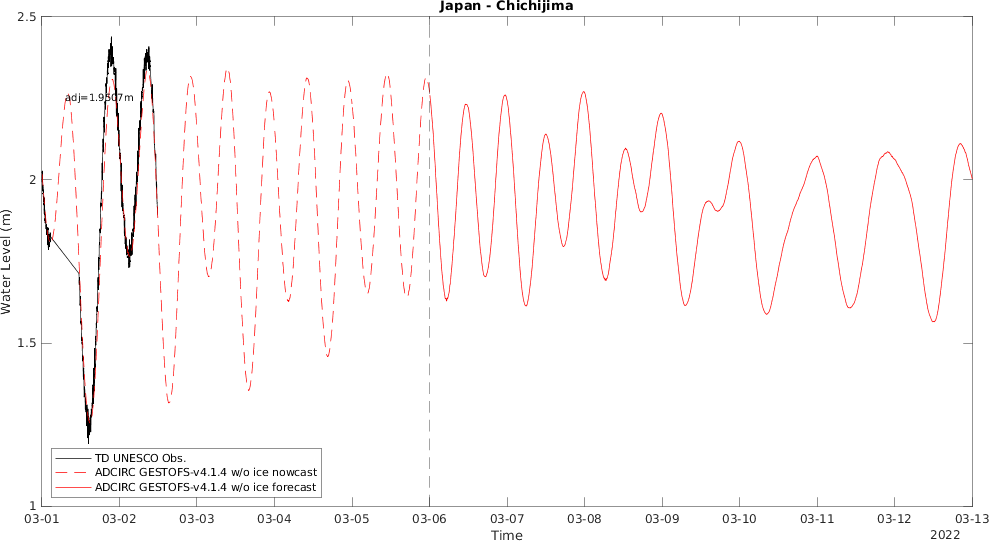 Japan - Chichijima
2.5
2
1.5
1
Water Level (m)
adj=1.9507m
TD UNESCO Obs.
ADCIRC GESTOFS-v4.1.4 w/o ice nowcast
ADCIRC GESTOFS-v4.1.4 w/o ice forecast
03-01 03-02 03-03 03-04 03-05 03-06 03-07 03-08 03-09 03-10 03-11 03-12 03-13
Time
2022